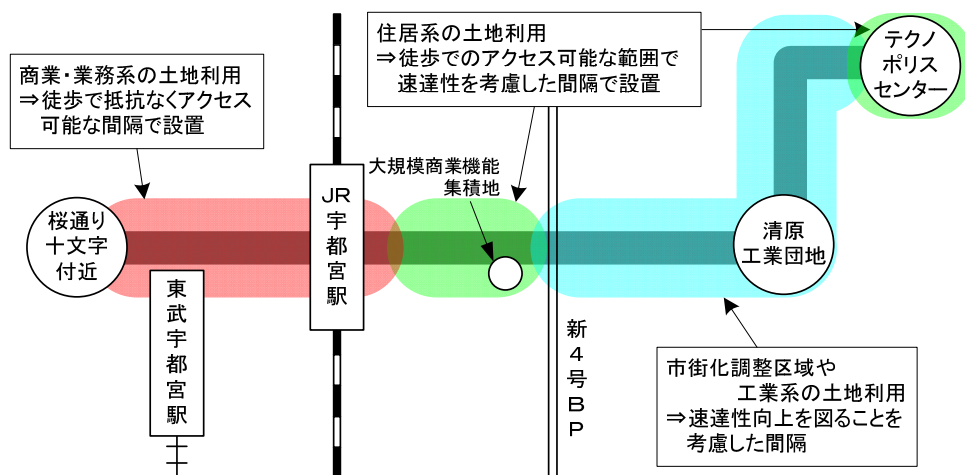 商業・業務系の土地利用
⇒徒歩で抵抗なくアクセス
可能な間隔で設置
住居系の土地利用
⇒徒歩でのアクセス可能な範囲で
速達性を考慮した間隔で設置
テクノ
ポリス
センター
大規模商業機能
集積地
JR宇都宮駅
桜通り
十文字
付近
東武宇都宮駅
清原
工業団地
新4号BP
市街化調整区域や
工業系の土地利用
⇒速達性向上を図ることを
考慮した間隔